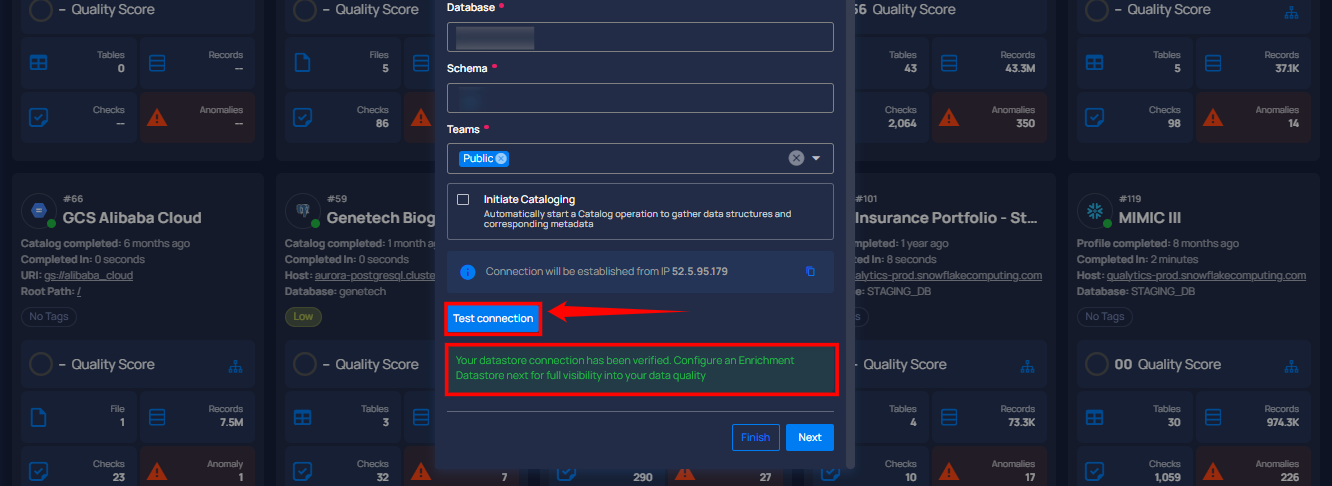 – Quality Score
Tables
0
Records
--
Checks
--
Anomalies
--
– Quality Score
Files
5
Checks
86
Database *
Schema *
Teams *
Public
Initiate Cataloging
Automatically start a Catalog operation to gather data structures and
corresponding metadata
Connection will be established from IP 52.5.95.179
Test connection
Your datastore connection has been verified. Configure an Enrichment
Datastore next for full visibility into your data quality
Finish
Next
56 Quality Score
Tables
43
Records
43.3M
Checks
2,064
Anomalies
350
– Quality Score
Tables
5
Records
37.1K
Checks
98
Anomalies
14
#66
GCS Alibaba Cloud
Catalog completed: 6 months ago
Completed In: 0 seconds
URI: gs://alibaba_cloud
Root Path: /
No Tags
– Quality Score
File
1
Records
7.5M
Checks
23
Anomaly
1
#59
Genetech Biog
Catalog completed: 1 month ag
Completed In: 0 seconds
Host: aurora-postgresql.cluste
Database: genetech
Low
– Quality Score
Tables
3
Checks
32
7
290
27
#101
Insurance Portfolio - St...
mpleted: 1 year ago
In: 8 seconds
alytics-prod.snowflakecomputing.com
e: STAGING_DB
s
Quality Score
Tables
4
Records
73.3K
Checks
10
Anomalies
17
#119
MIMIC III
Profile completed: 8 months ago
Completed In: 2 minutes
Host: qualytics-prod.snowflakecomputing.com
Database: STAGING_DB
No Tags
00 Quality Score
Tables
30
Records
974.3K
Checks
1,059
Anomalies
226